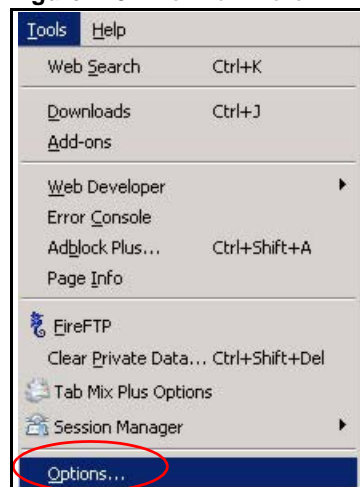 Tools Help
Web Search Ctrl+K
Downloads Ctrl+J
Add-ons
Web Developer
Error Console
Adblock Plus... Ctrl+Shift+A
Page Info
FireFTP
Clear Private Data... Ctrl+Shift+Del
Tab Mix Plus Options
Session Manager
Options...